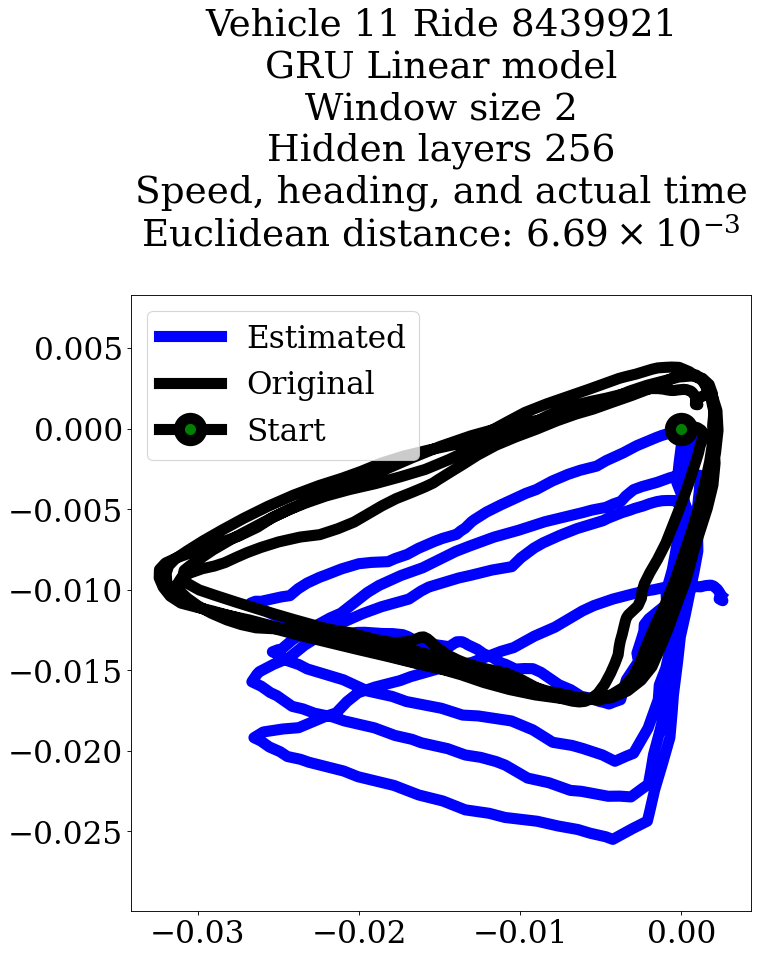 Vehicle 11 Ride 8439921
GRU Linear model
Window size 2
Hidden layers 256
Speed, heading, and actual time
Euclidean distance: 6.69 × 10⁻³
Estimated
Original
Start
0.005
0.000
−0.005
−0.010
−0.015
−0.020
−0.025
−0.03 −0.02 −0.01 0.00